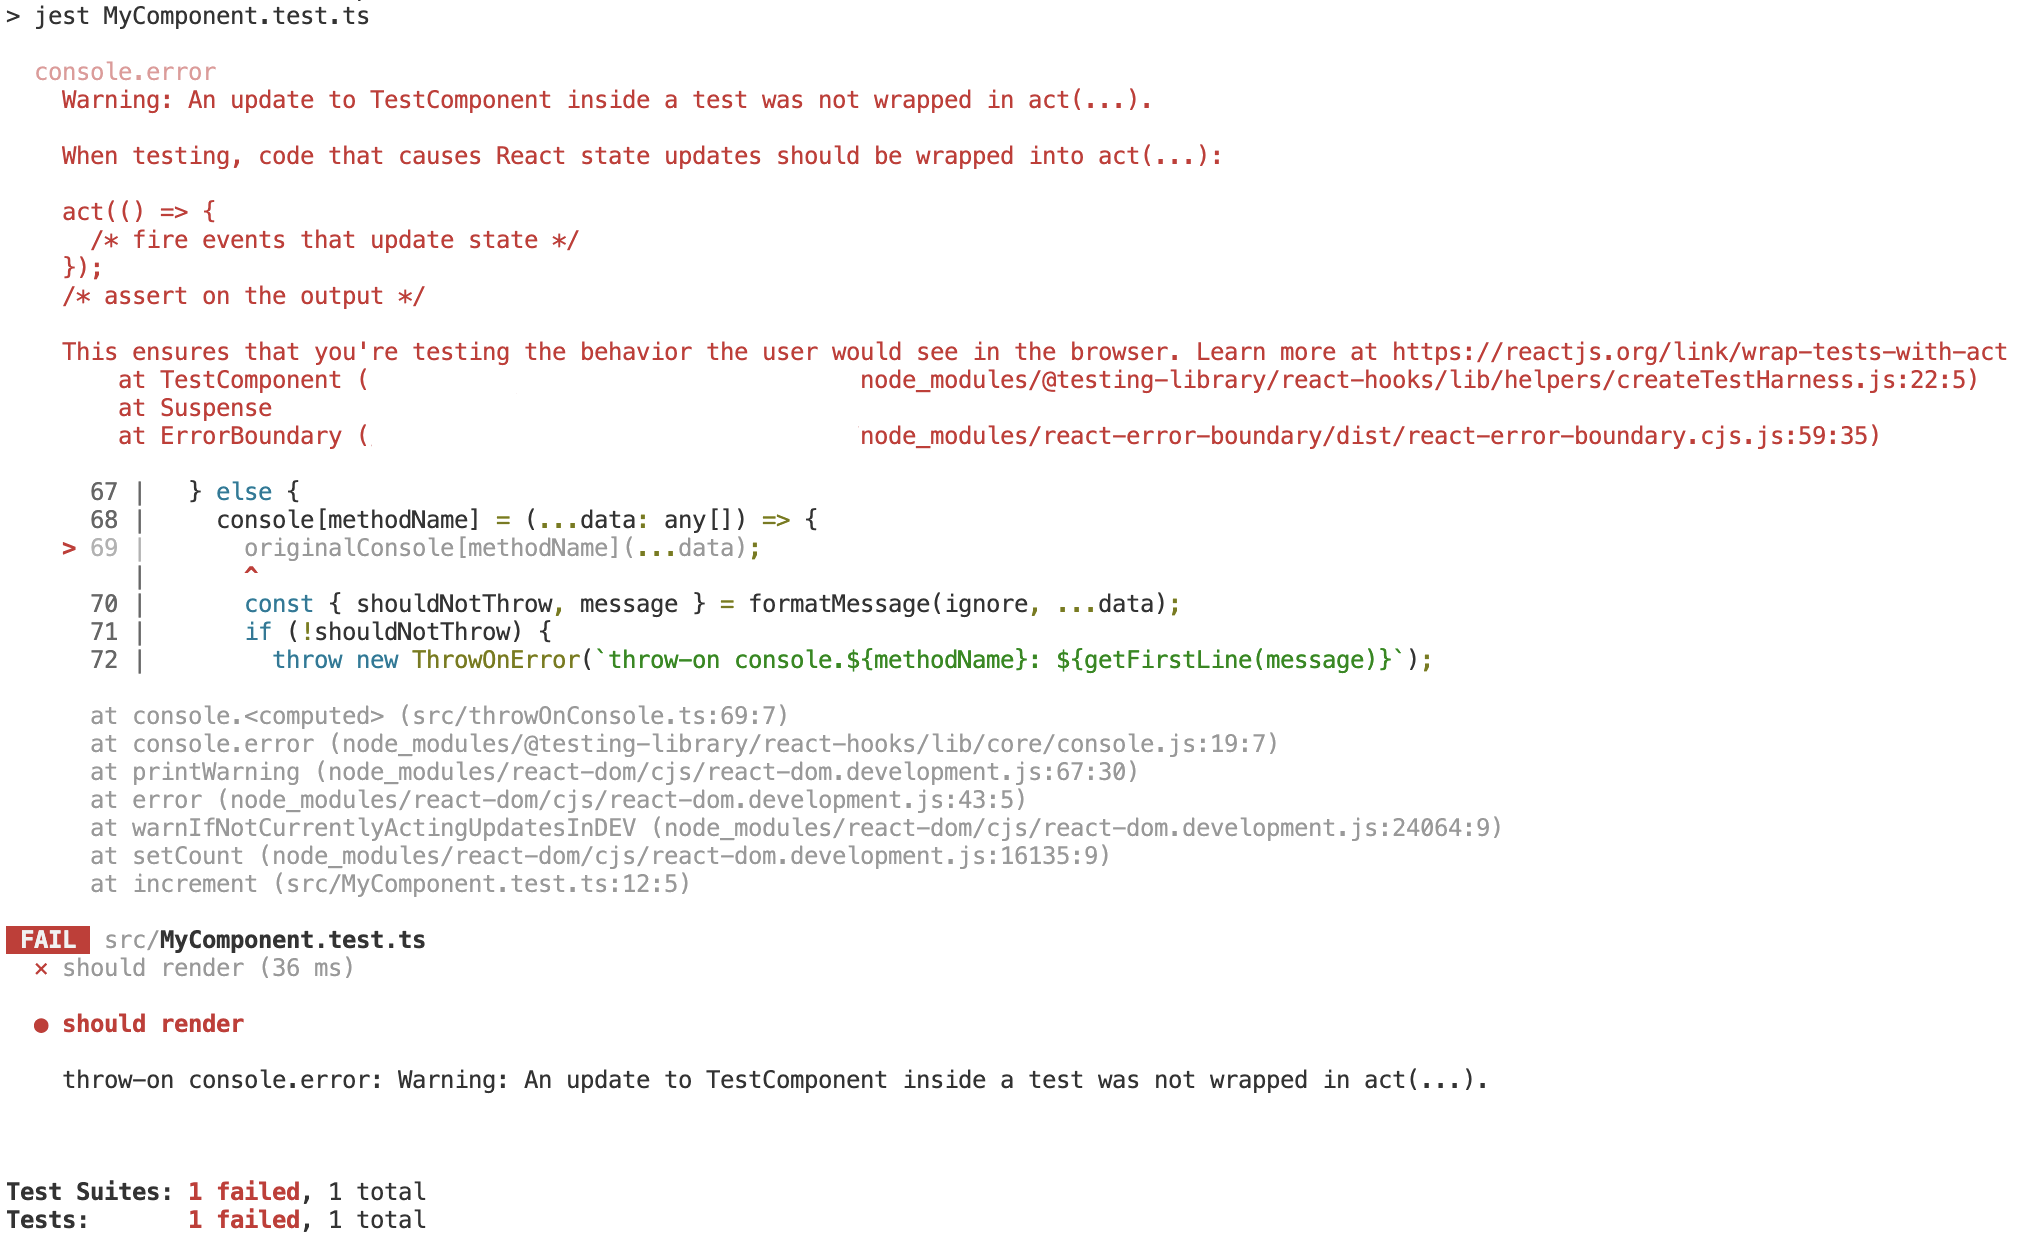 > jest MyComponent.test.ts
console.error
Warning: An update to TestComponent inside a test was not wrapped in act(...).
When testing, code that causes React state updates should be wrapped into act(...):
act(() => {
/* fire events that update state */
});
/* assert on the output */
This ensures that you're testing the behavior the user would see in the browser. Learn more at https://reactjs.org/link/wrap-tests-with-act
at TestComponent ( node_modules/@testing-library/react-hooks/lib/helpers/createTestHarness.js:22:5)
at Suspense
at ErrorBoundary ( node_modules/react-error-boundary/dist/react-error-boundary.cjs.js:59:35)
67 | } else {
68 | console[methodName] = (...data: any[]) => {
> 69 | originalConsole[methodName](...data);
| ^
70 | const { shouldNotThrow, message } = formatMessage(ignore, ...data);
71 | if (!shouldNotThrow) {
72 | throw new ThrowOnError(`throw-on console.${methodName}: ${getFirstLine(message)}`);
at console.<computed> (src/throwOnConsole.ts:69:7)
at console.error (node_modules/@testing-library/react-hooks/lib/core/console.js:19:7)
at printWarning (node_modules/react-dom/cjs/react-dom.development.js:67:30)
at error (node_modules/react-dom/cjs/react-dom.development.js:43:5)
at warnIfNotCurrentlyActingUpdatesInDEV (node_modules/react-dom/cjs/react-dom.development.js:24064:9)
at setCount (node_modules/react-dom/cjs/react-dom.development.js:16135:9)
at increment (src/MyComponent.test.ts:12:5)
FAIL src/MyComponent.test.ts
× should render (36 ms)
● should render
throw-on console.error: Warning: An update to TestComponent inside a test was not wrapped in act(...).
Test Suites: 1 failed, 1 total
Tests: 1 failed, 1 total